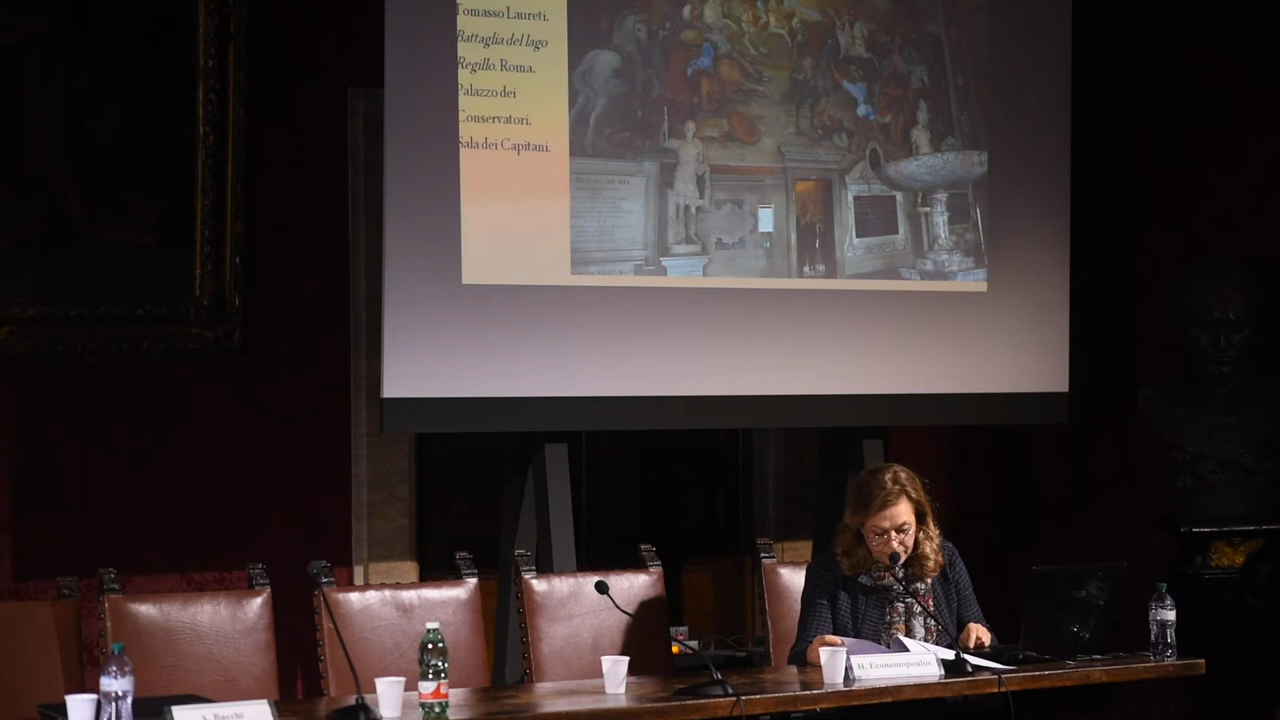 Tomasso Laureti.
Battaglia del lago
Regillo. Roma,
Palazzo dei
Conservatori,
Sala dei Capitani.
H. Economopoulos
A. Bacchi